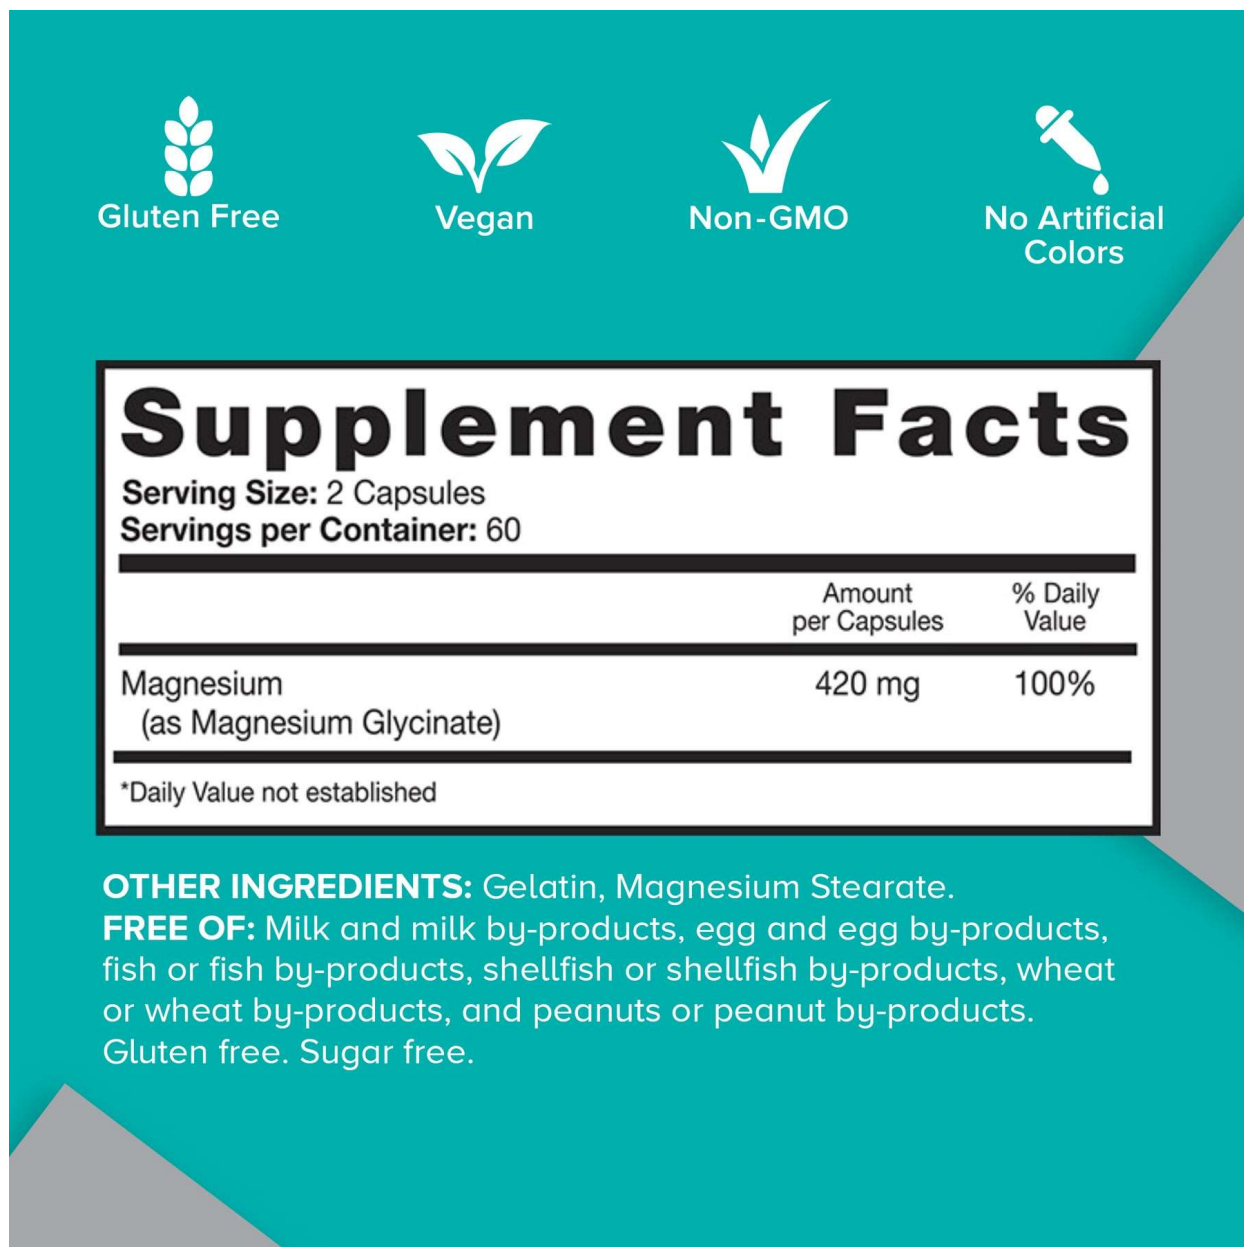 Gluten Free
Vegan
Non-GMO
No Artificial
Colors
Supplement Facts
Serving Size: 2 Capsules
Servings per Container: 60
Amount
per Capsules
% Daily
Value
Magnesium 420 mg 100%
(as Magnesium Glycinate)
*Daily Value not established
OTHER INGREDIENTS: Gelatin, Magnesium Stearate.
FREE OF: Milk and milk by-products, egg and egg by-products,
fish or fish by-products, shellfish or shellfish by-products, wheat
or wheat by-products, and peanuts or peanut by-products.
Gluten free. Sugar free.